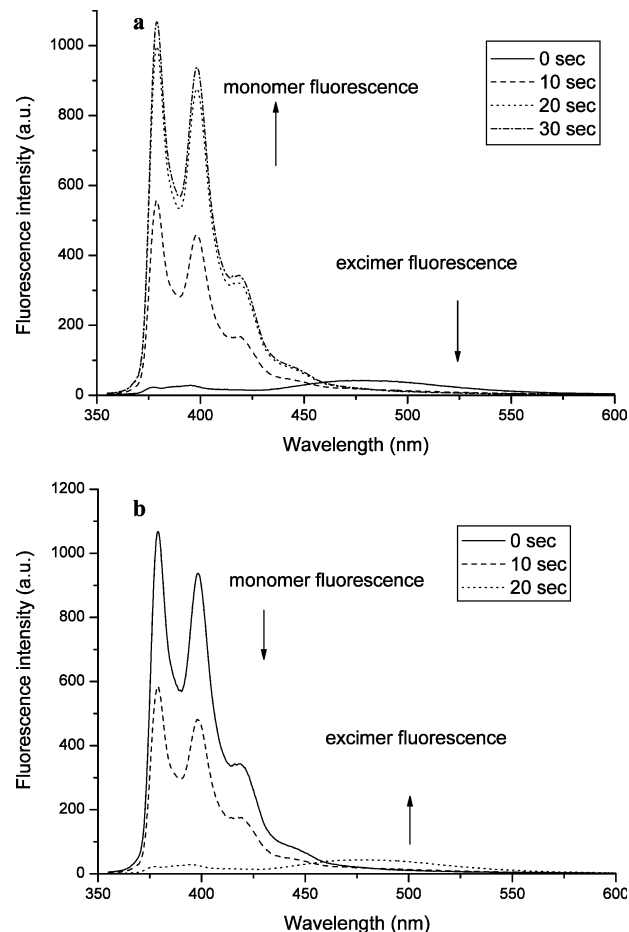 a
1000
800
600
400
200
0
0 sec
10 sec
20 sec
30 sec
monomer fluorescence
excimer fluorescence
Fluorescence intensity (a.u.)
350 400 450 500 550 600
Wavelength (nm)
b
1200
1000
800
600
400
200
0
0 sec
10 sec
20 sec
monomer fluorescence
excimer fluorescence
Fluorescence intensity (a.u.)
350 400 450 500 550 600
Wavelength (nm)